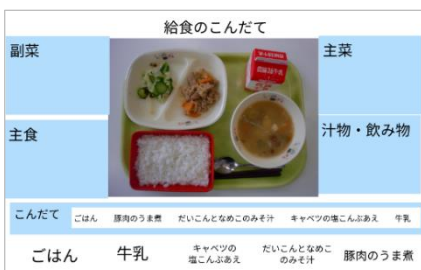 給食のこんだて
副菜
主菜
主食
汁物・飲み物
こんだて ごはん 豚肉のうま煮 だいこんとなめこのみそ汁 キャベツの塩こんぶあえ 牛乳
ごはん
牛乳
キャベツの
塩こんぶあえ
だいこんとなめこ
のみそ汁
豚肉のうま煮